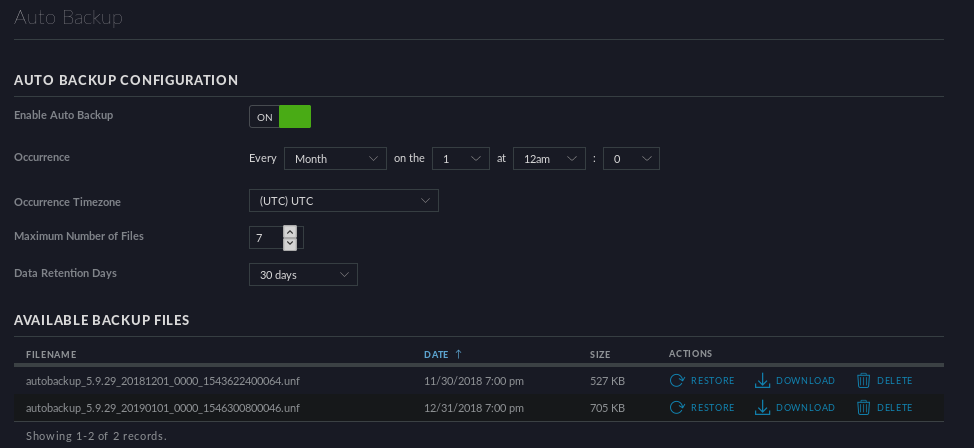 Auto Backup
AUTO BACKUP CONFIGURATION
Enable Auto Backup ON
Occurrence Every Month on the 1 at 12am : 0
Occurrence Timezone (UTC) UTC
Maximum Number of Files 7
Data Retention Days 30 days
AVAILABLE BACKUP FILES
FILENAME DATE ↑ SIZE ACTIONS
autobackup_5.9.29_20181201_0000_1543622400064.unf 11/30/2018 7:00 pm 527 KB RESTORE DOWNLOAD DELETE
autobackup_5.9.29_20190101_0000_1546300800046.unf 12/31/2018 7:00 pm 705 KB RESTORE DOWNLOAD DELETE
Showing 1-2 of 2 records.